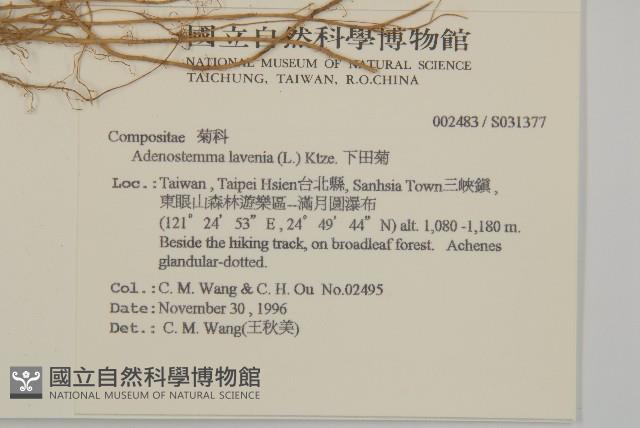 國立自然科學博物館
NATIONAL MUSEUM OF NATURAL SCIENCE
TAICHUNG, TAIWAN, R.O.CHINA
002483 / S031377
Compositae 菊科
Adenostemma lavenia (L.) Ktze. 下田菊
Loc.:Taiwan , Taipei Hsien台北縣, Sanhsia Town三峽鎮 ,
東眼山森林遊樂區--滿月圓瀑布
(121° 24' 53" E , 24° 49' 44" N) alt. 1,080 -1,180 m.
Beside the hiking track, on broadleaf forest. Achenes
glandular-dotted.
Col.:C. M. Wang & C. H. Ou No.02495
Date:November 30 , 1996
Det.: C. M. Wang(王秋美)
國立自然科學博物館
NATIONAL MUSEUM OF NATURAL SCIENCE